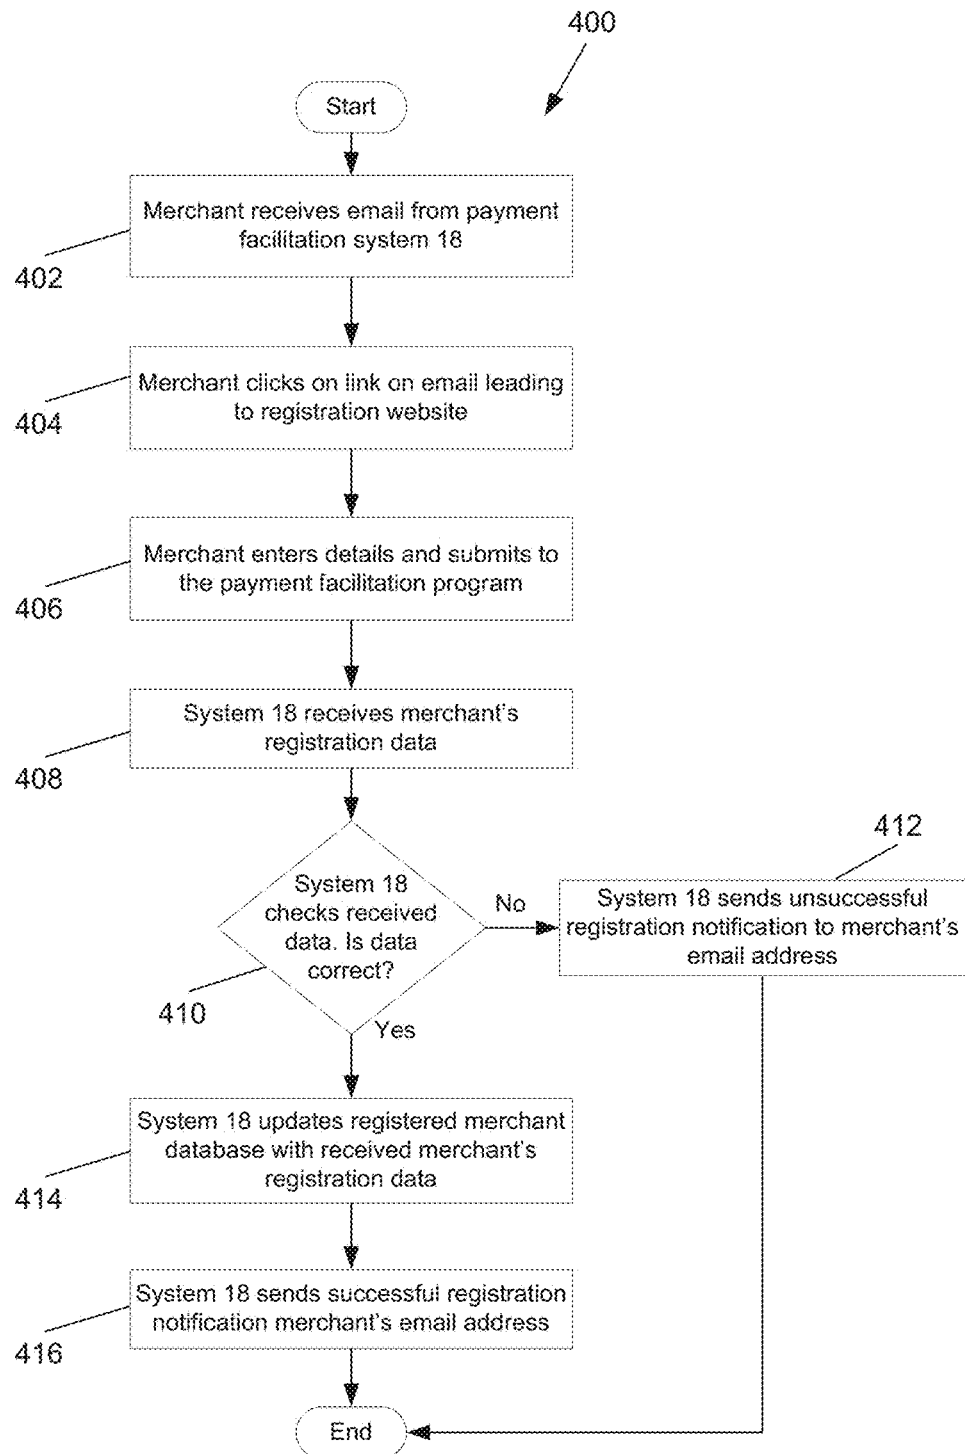 400
Start
Merchant receives email from payment
facilitation system 18
402
Merchant clicks on link on email leading
to registration website
404
Merchant enters details and submits to
the payment facilitation program
406
System 18 receives merchant's
registration data
408
System 18
checks received
data. Is data
correct?
410
No
412
System 18 sends unsuccessful
registration notification to merchant's
email address
Yes
System 18 updates registered merchant
database with received merchant's
registration data
414
System 18 sends successful registration
notification merchant's email address
416
End